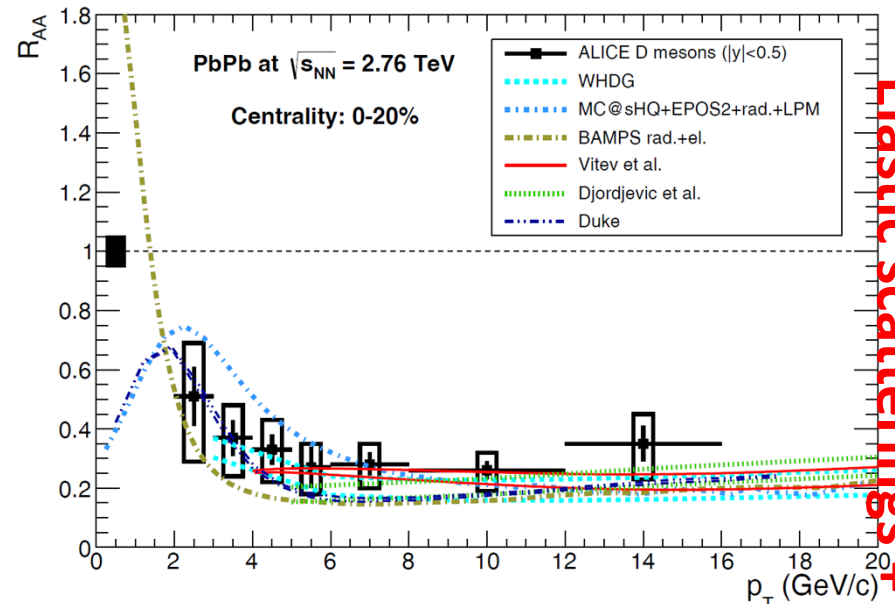 R_AA
1.8
1.6
1.4
1.2
1
0.8
0.6
0.4
0.2
0
PbPb at √s_NN = 2.76 TeV
Centrality: 0-20%
ALICE D mesons (|y|<0.5)
WHDG
MC@sHQ+EPOS2+rad.+LPM
BAMPS rad.+el.
Vitev et al.
Djordjevic et al.
Duke
0 2 4 6 8 10 12 14 16 18 20
p_T (GeV/c)
Elastic scatterings +